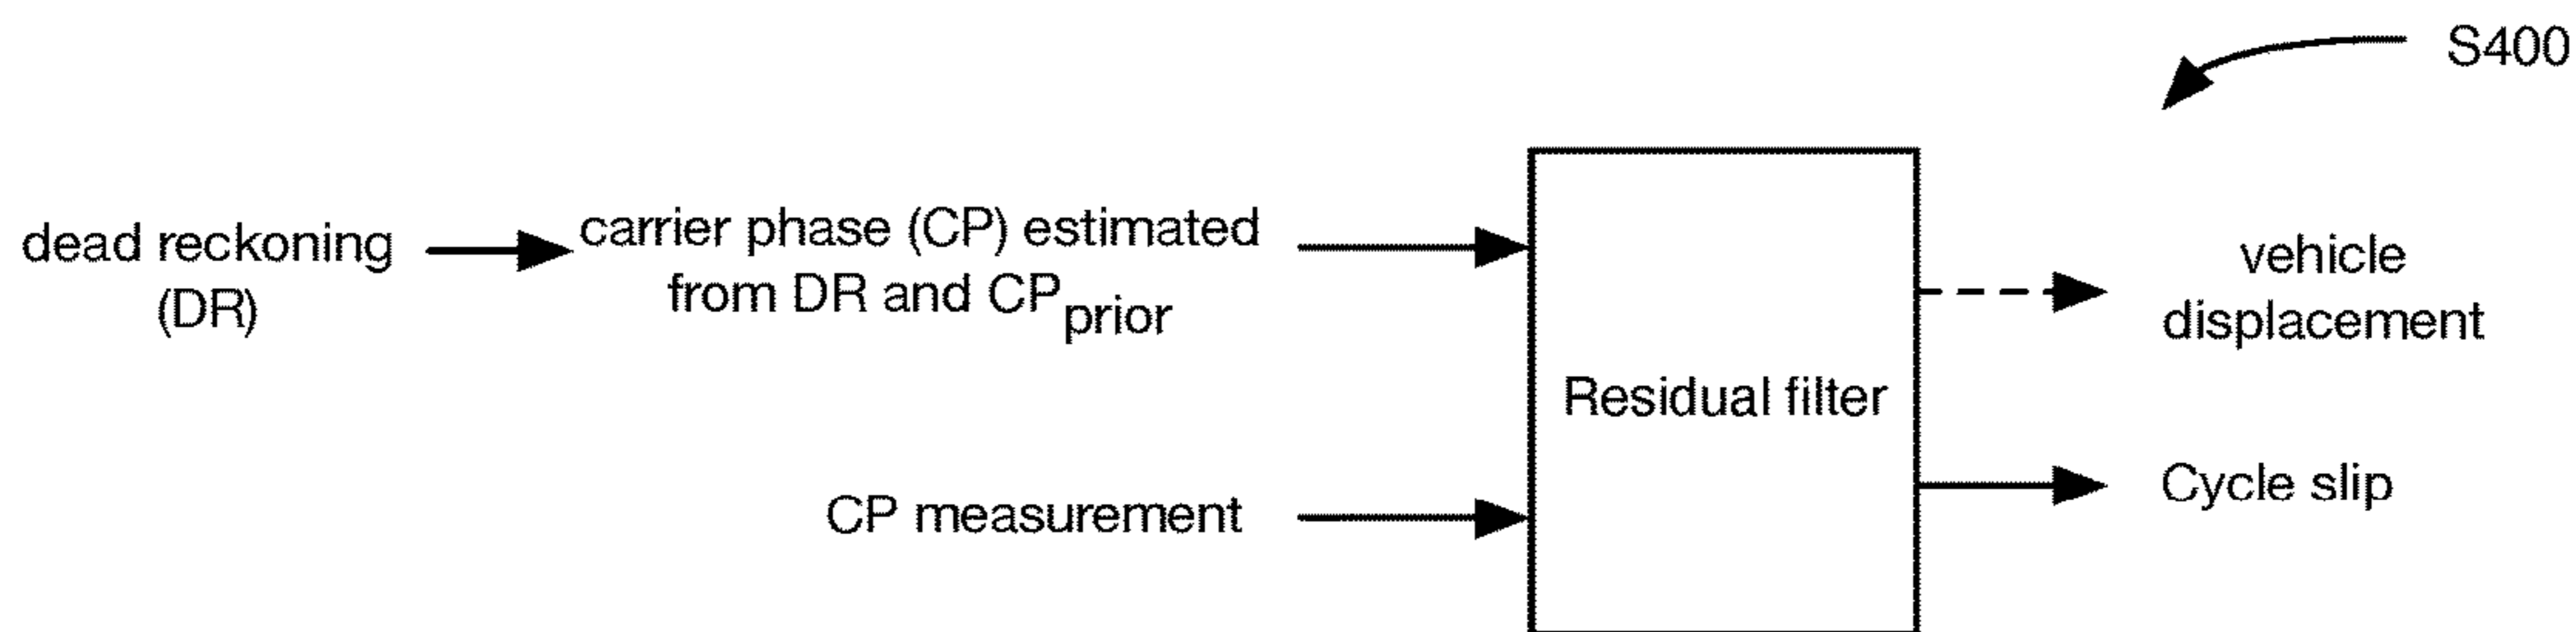 S400
dead reckoning
(DR)
carrier phase (CP) estimated
from DR and CPprior
CP measurement
Residual filter
vehicle
displacement
Cycle slip